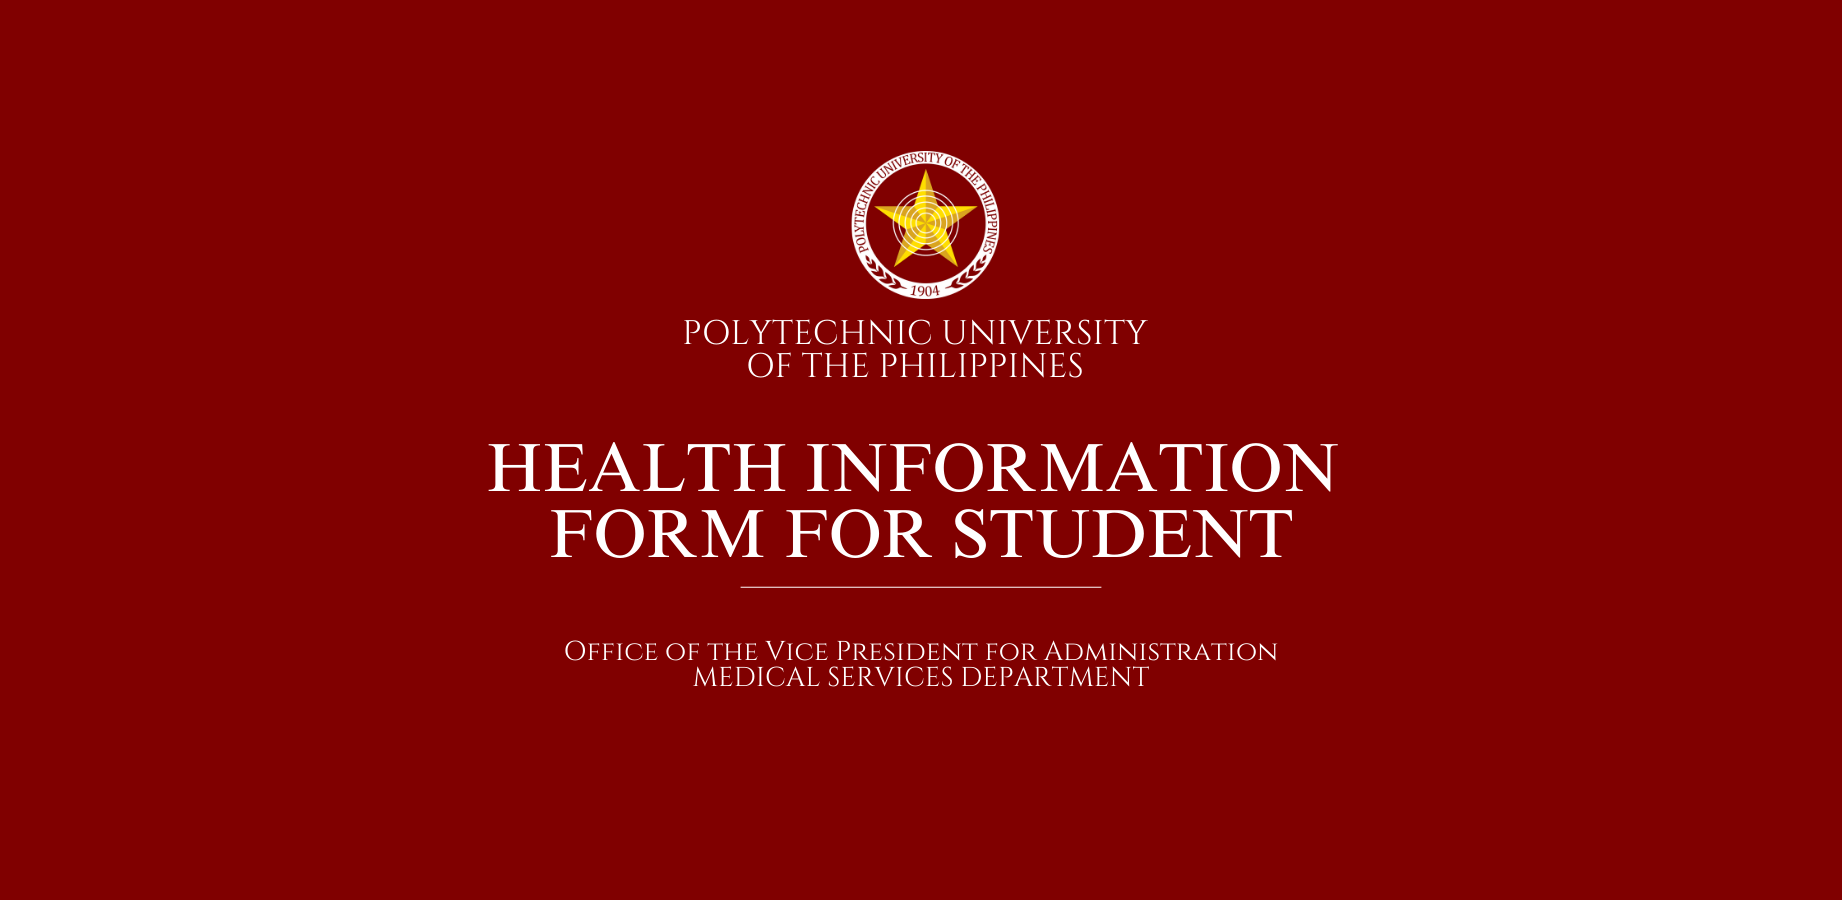 POLYTECHNIC UNIVERSITY OF THE PHILIPPINES
1904
POLYTECHNIC UNIVERSITY
OF THE PHILIPPINES
HEALTH INFORMATION
FORM FOR STUDENT
Office of the Vice President for Administration
MEDICAL SERVICES DEPARTMENT